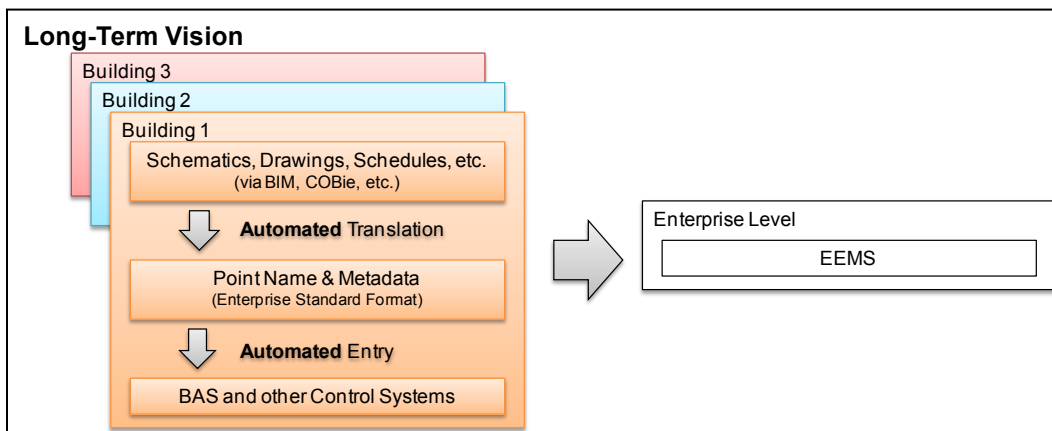 Long-Term Vision
Building 3
Building 2
Building 1
Schematics, Drawings, Schedules, etc.
(via BIM, COBie, etc.)
Automated Translation
Point Name & Metadata
(Enterprise Standard Format)
Automated Entry
BAS and other Control Systems
Enterprise Level
EEMS